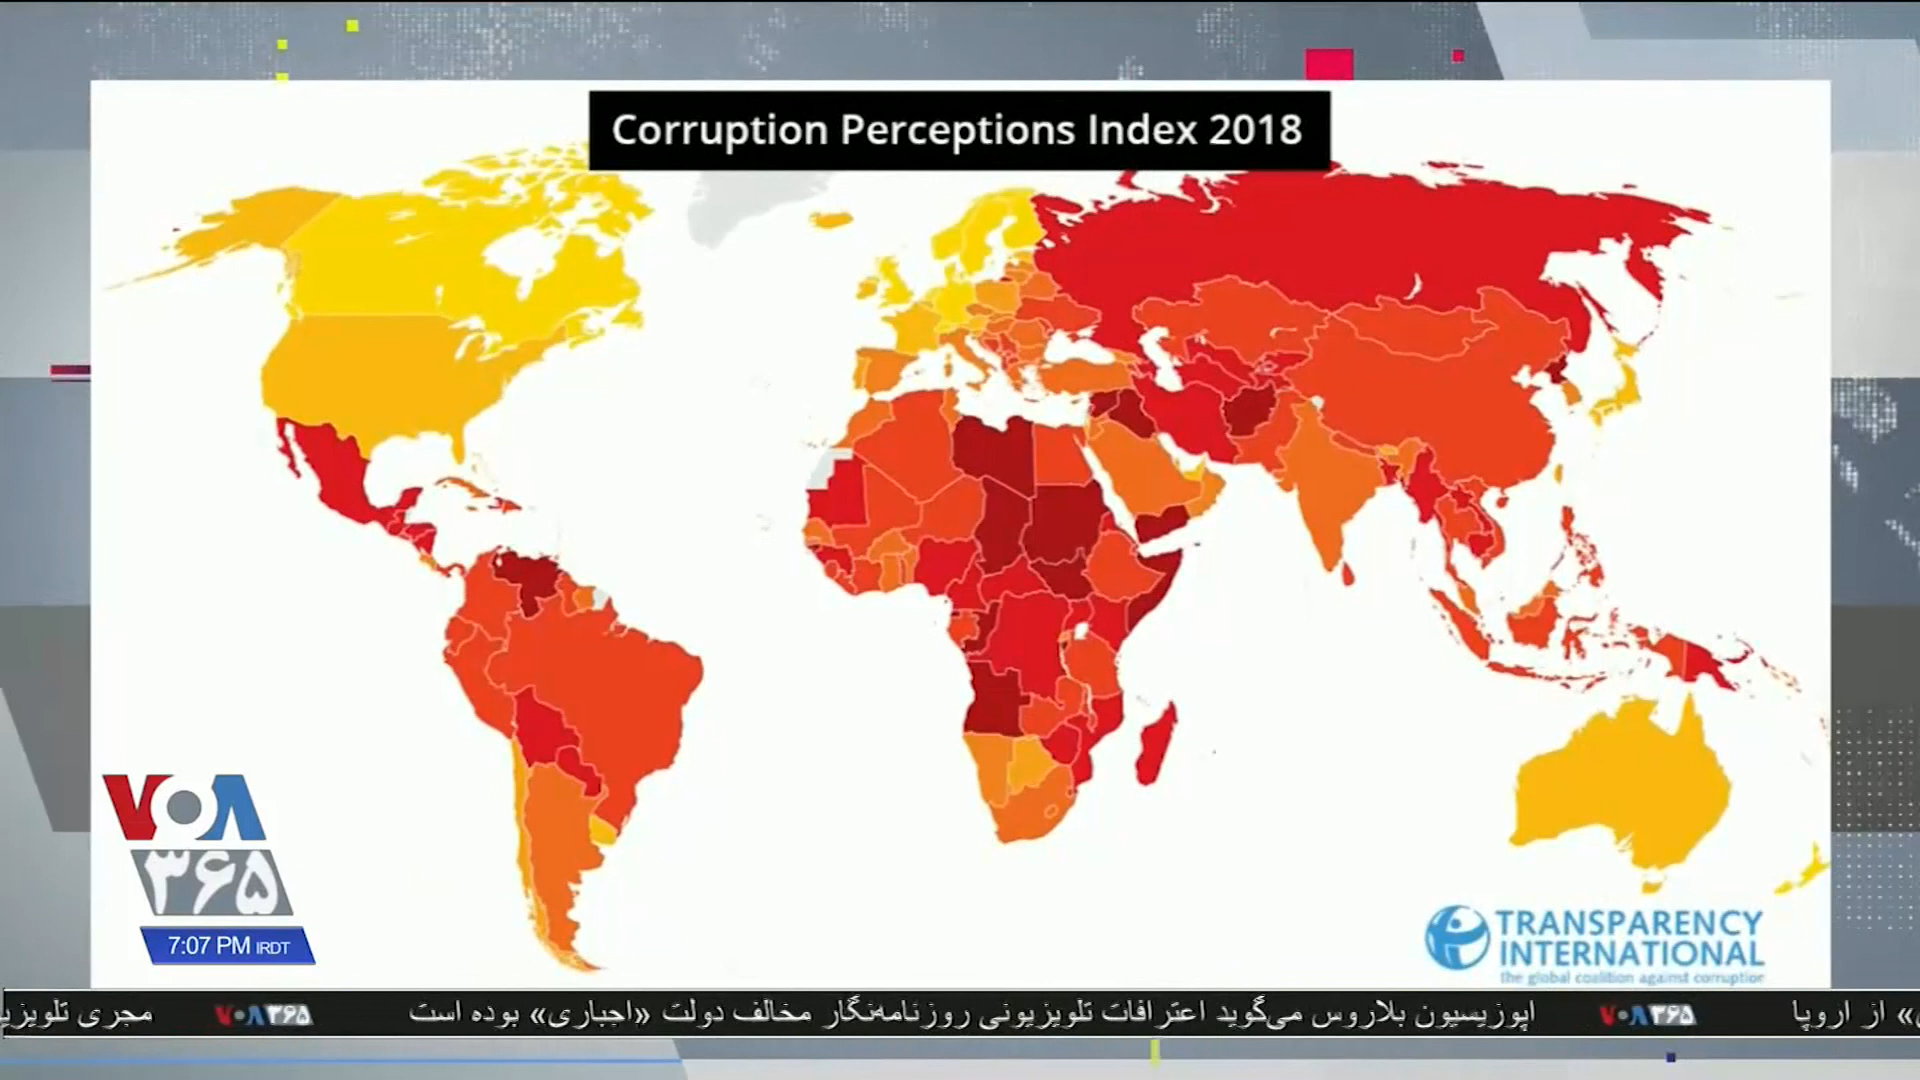 Corruption Perceptions Index 2018
VOA
۳۶۵
7:07 PM IRDT
TRANSPARENCY
INTERNATIONAL
the global coalition against corruption
از اروپا VOA۳۶۵ اپوزیسیون بلاروس می‌گوید اعترافات تلویزیونی روزنامه‌نگار مخالف دولت «اجباری» بوده است VOA۳۶۵ مجری